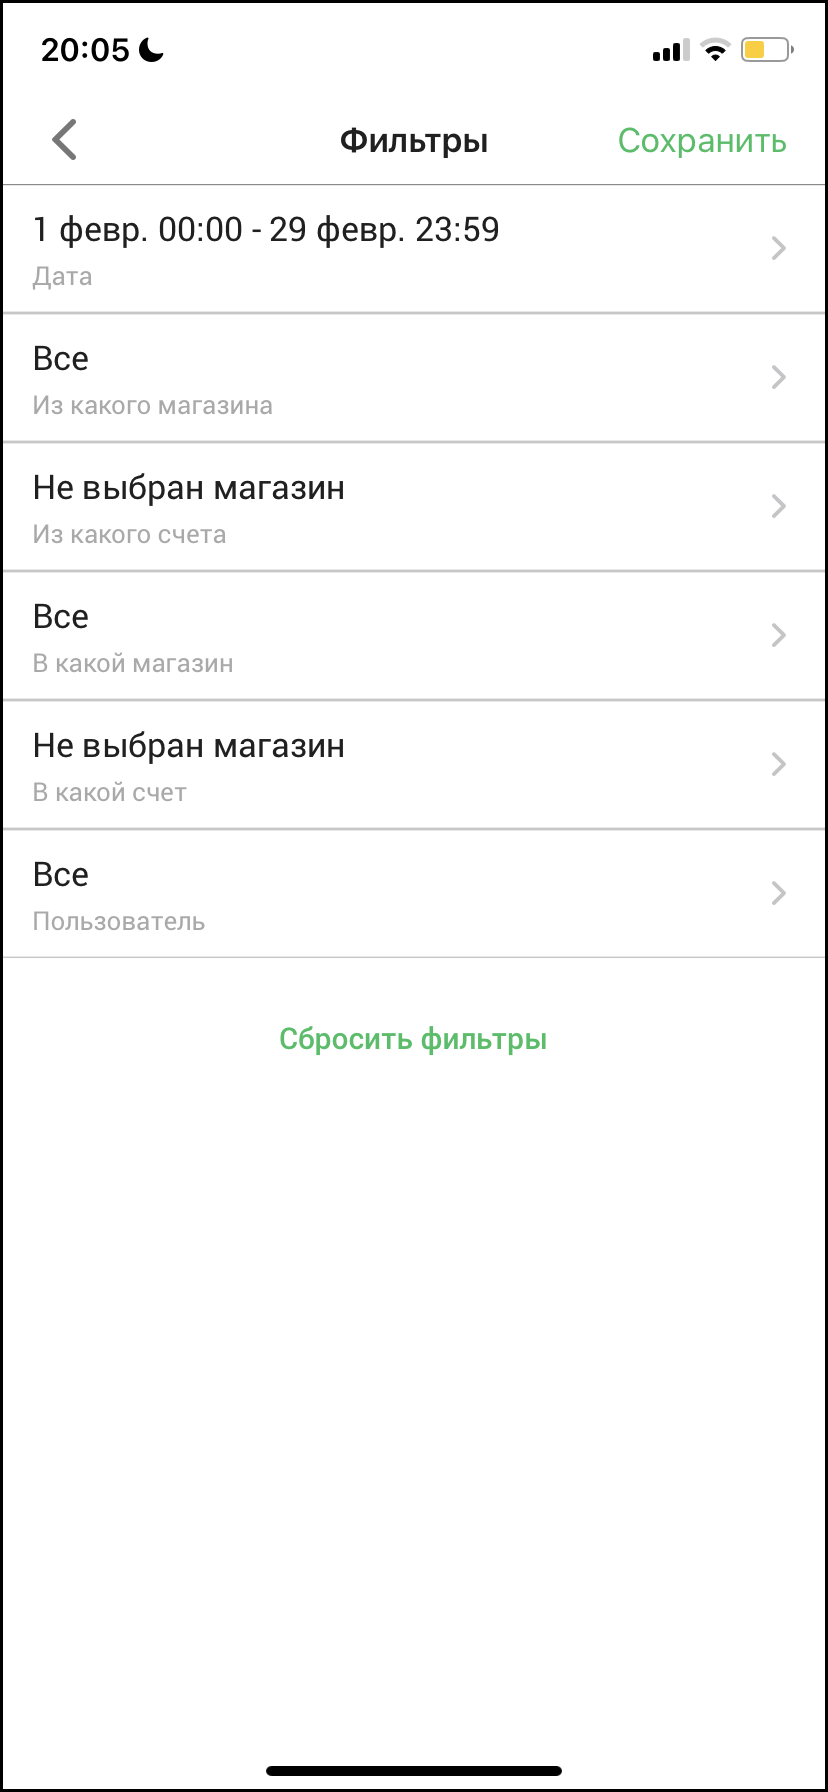 20:05
Фильтры
Сохранить
1 февр. 00:00 - 29 февр. 23:59
Дата
Все
Из какого магазина
Не выбран магазин
Из какого счета
Все
В какой магазин
Не выбран магазин
В какой счет
Все
Пользователь
Сбросить фильтры